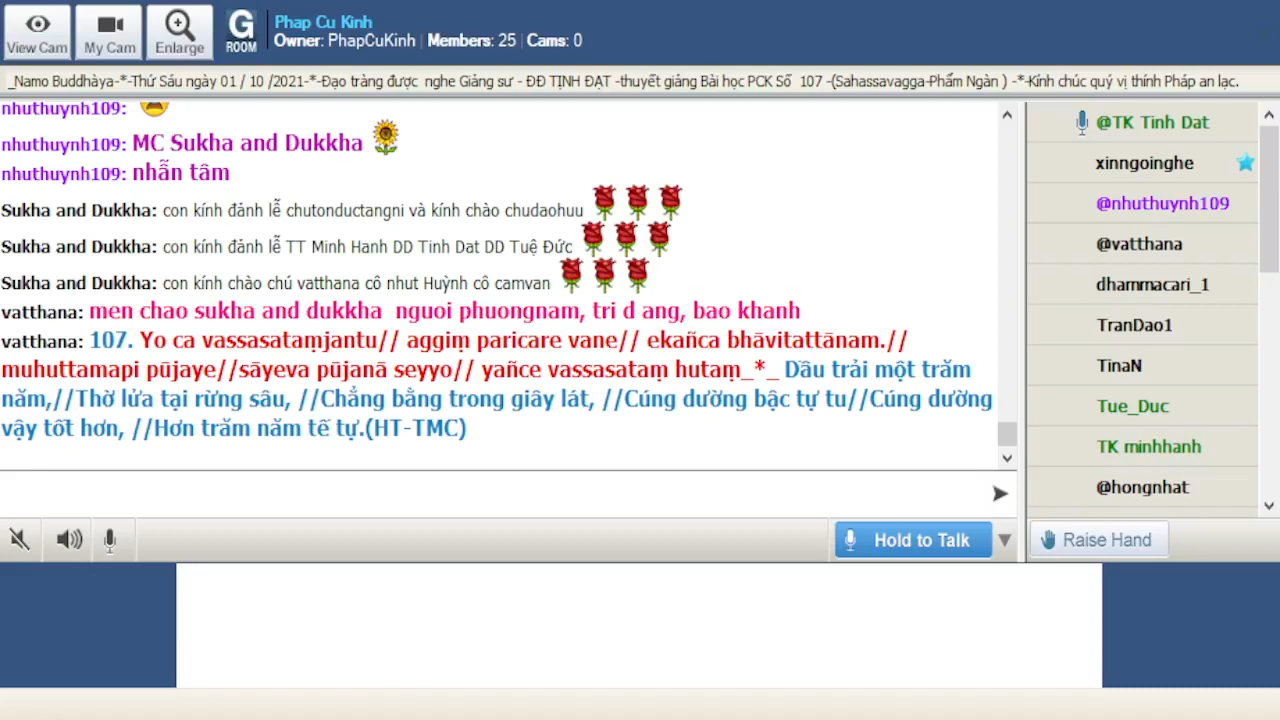 View Cam
My Cam
Enlarge
G
ROOM
Phap Cu Kinh
Owner: PhapCuKinh | Members: 25 | Cams: 0
_Namo Buddhàya-*-Thứ Sáu ngày 01 / 10 /2021-*-Đạo tràng được nghe Giảng sư - ĐĐ TỊNH ĐẠT -thuyết giảng Bài học PCK Số 107 -(Sahassavagga-Phẩm Ngàn ) -*-Kính chúc quý vị thính Pháp an lạc.
nhuthuynh109:
nhuthuynh109: MC Sukha and Dukkha
nhuthuynh109: nhẫn tâm
Sukha and Dukkha: con kính đảnh lễ chutonductangni và kính chào chudaohuu
Sukha and Dukkha: con kính đảnh lễ TT Minh Hanh DD Tinh Dat DD Tuệ Đức
Sukha and Dukkha: con kính chào chú vatthana cô nhut Huỳnh cô camvan
vatthana: men chao sukha and dukkha nguoi phuongnam, tri d ang, bao khanh
vatthana: 107. Yo ca vassasataṃjantu// aggiṃ paricare vane// ekañca bhāvitattānam.//
muhuttamapi pūjaye//sāyeva pūjanā seyyo// yañce vassasataṃ hutaṃ_*_ Dầu trải một trăm
năm,//Thờ lửa tại rừng sâu, //Chẳng bằng trong giây lát, //Cúng dường bậc tự tu//Cúng dường
vậy tốt hơn, //Hơn trăm năm tế tự.(HT-TMC)
@TK Tinh Dat
xinngoinghe
@nhuthuynh109
@vatthana
dhammacari_1
TranDao1
TinaN
Tue_Duc
TK minhhanh
@hongnhat
Hold to Talk
Raise Hand